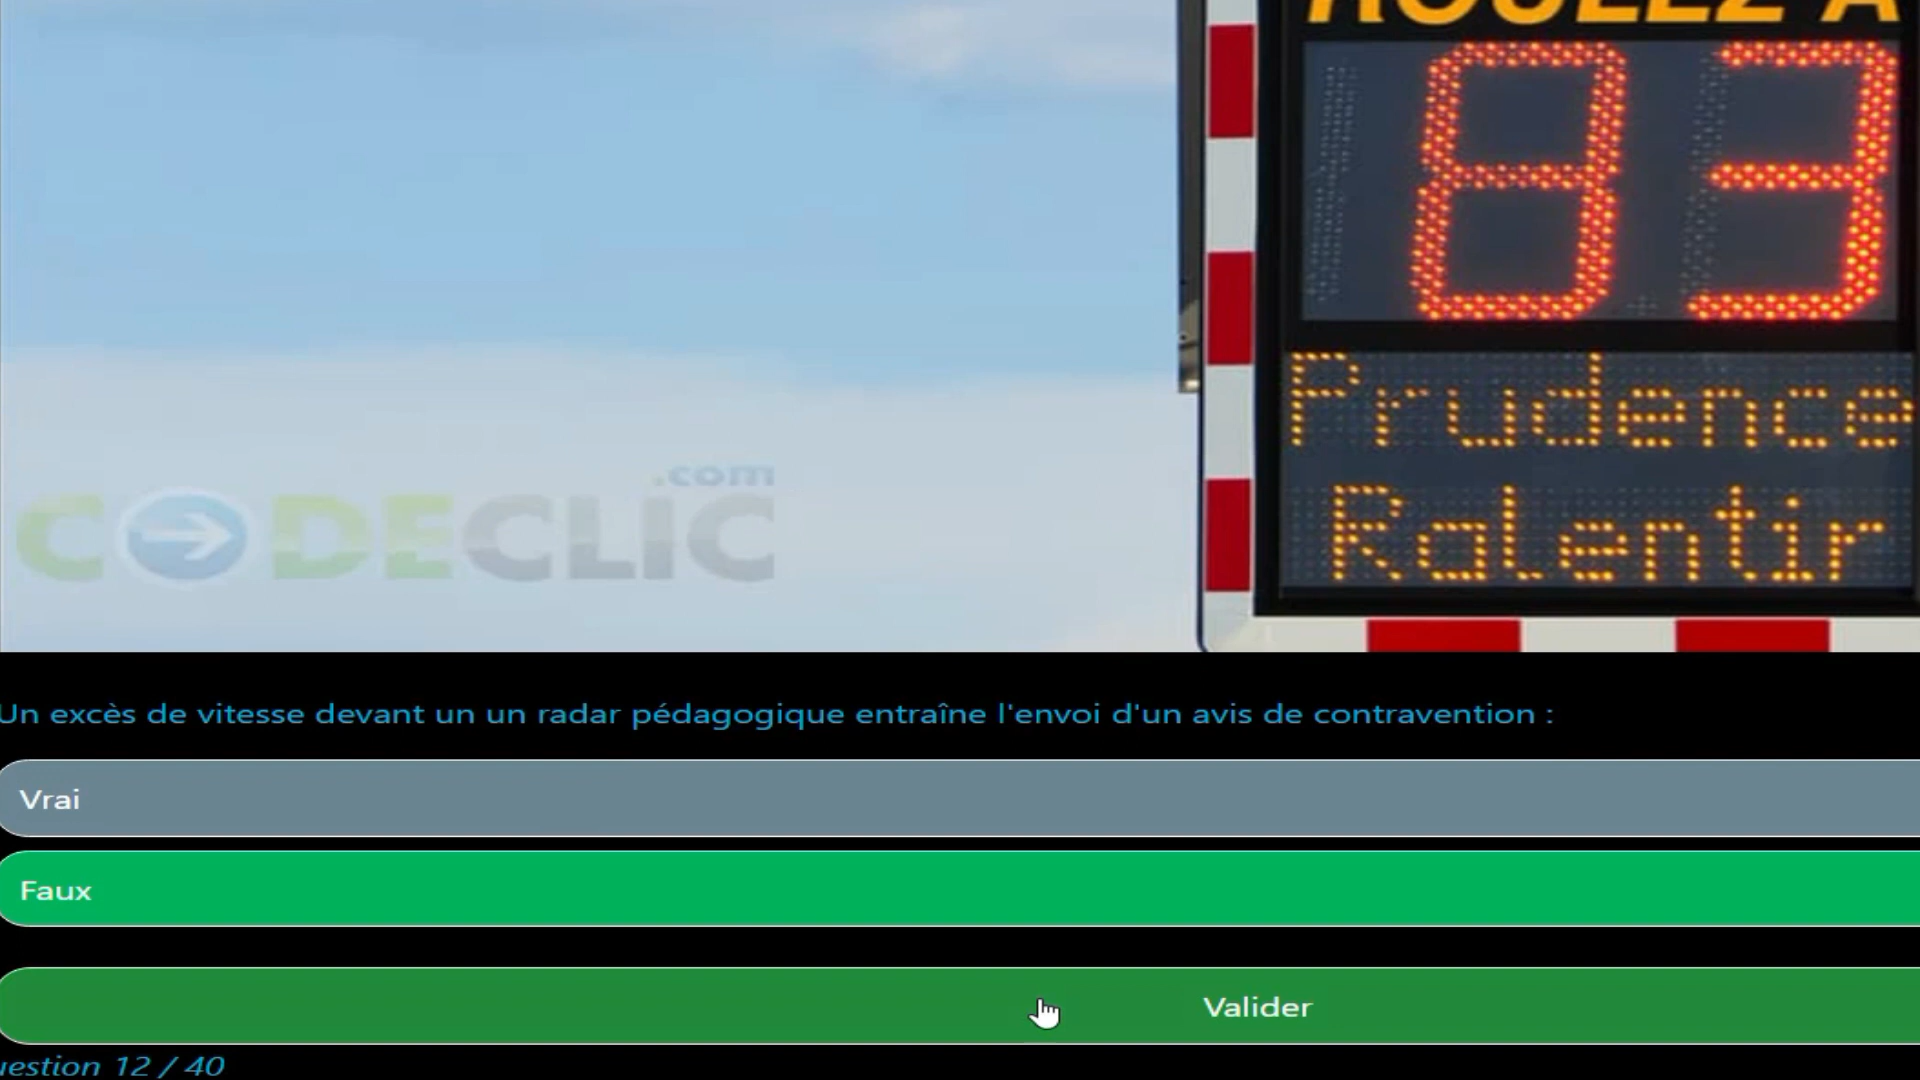 ROULEZ A
83
Prudence
Ralentir
.com
CODECLIC
Un excès de vitesse devant un un radar pédagogique entraîne l'envoi d'un avis de contravention :
Vrai
Faux
Valider
uestion 12 / 40